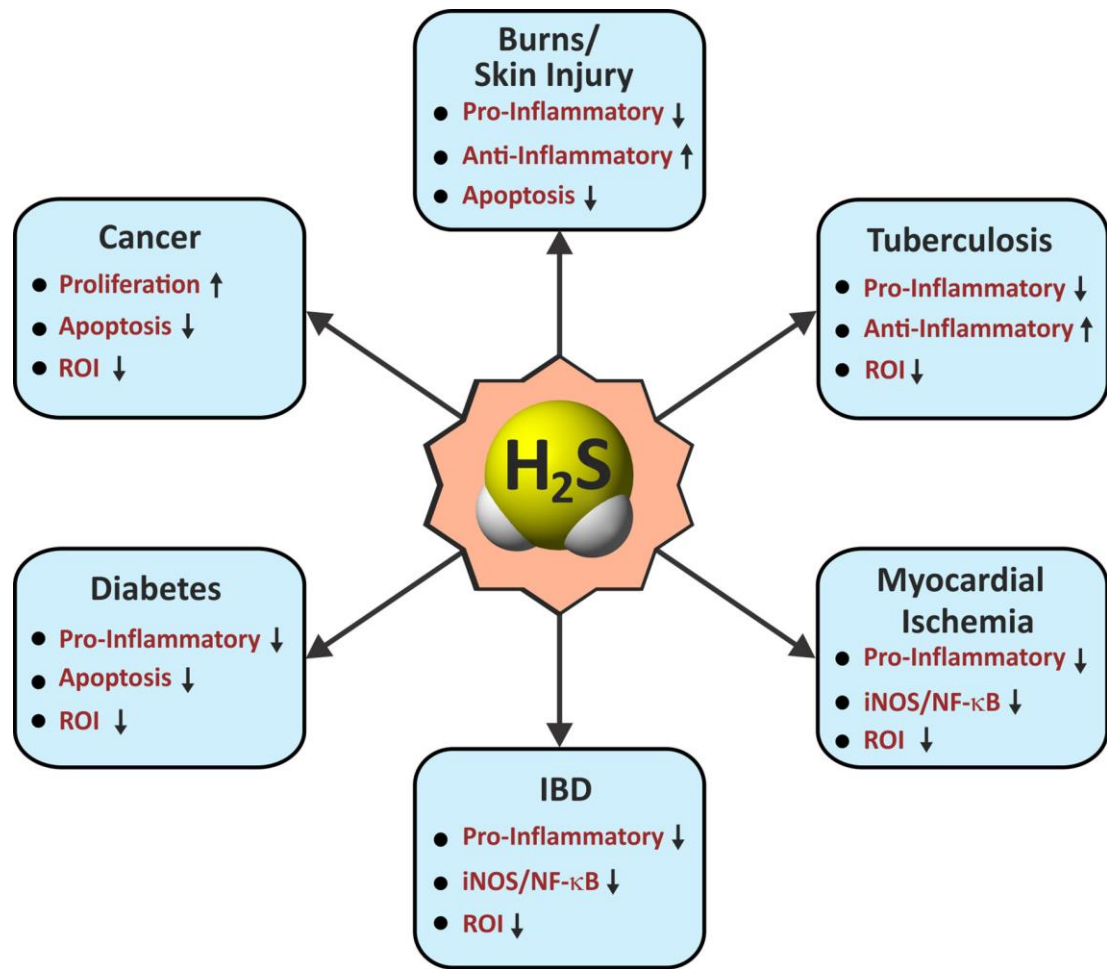 Burns/
Skin Injury
● Pro-Inflammatory ↓
● Anti-Inflammatory ↑
● Apoptosis ↓
Cancer
● Proliferation ↑
● Apoptosis ↓
● ROI ↓
Tuberculosis
● Pro-Inflammatory ↓
● Anti-Inflammatory ↑
● ROI ↓
H₂S
Diabetes
● Pro-Inflammatory ↓
● Apoptosis ↓
● ROI ↓
Myocardial
Ischemia
● Pro-Inflammatory ↓
● iNOS/NF-κB ↓
● ROI ↓
IBD
● Pro-Inflammatory ↓
● iNOS/NF-κB ↓
● ROI ↓